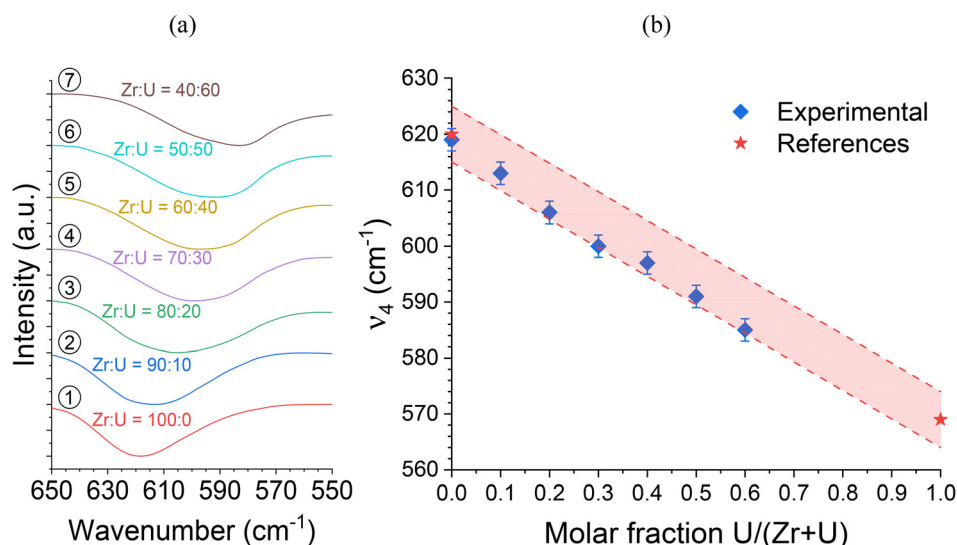 (a)
(b)
Intensity (a.u.)
⑦
Zr:U = 40:60
⑥
Zr:U = 50:50
⑤
Zr:U = 60:40
④
Zr:U = 70:30
③
Zr:U = 80:20
②
Zr:U = 90:10
①
Zr:U = 100:0
650 630 610 590 570 550
Wavenumber (cm⁻¹)
ν₄ (cm⁻¹)
630
620
610
600
590
580
570
560
Experimental
References
0.0 0.1 0.2 0.3 0.4 0.5 0.6 0.7 0.8 0.9 1.0
Molar fraction U/(Zr+U)